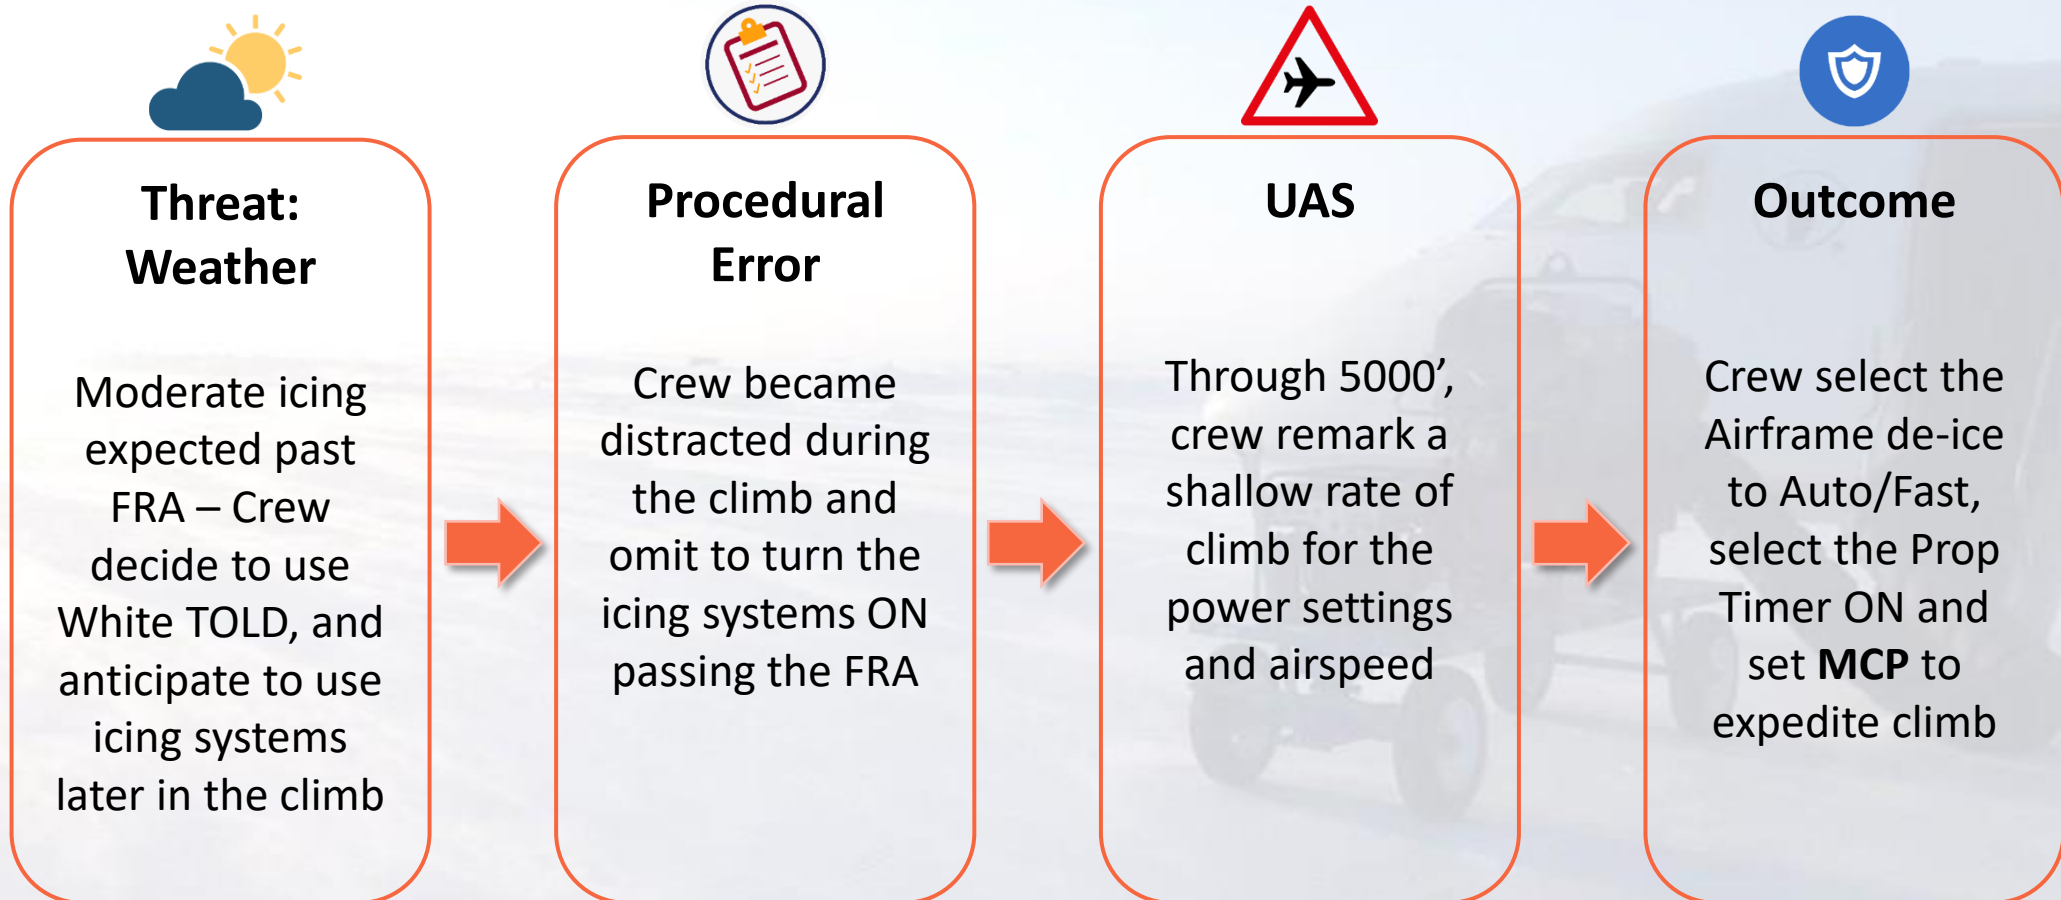 Threat:
Weather
Moderate icing
expected past
FRA – Crew
decide to use
White TOLD, and
anticipate to use
icing systems
later in the climb
Procedural
Error
Crew became
distracted during
the climb and
omit to turn the
icing systems ON
passing the FRA
UAS
Through 5000’,
crew remark a
shallow rate of
climb for the
power settings
and airspeed
Outcome
Crew select the
Airframe de-ice
to Auto/Fast,
select the Prop
Timer ON and
set MCP to
expedite climb